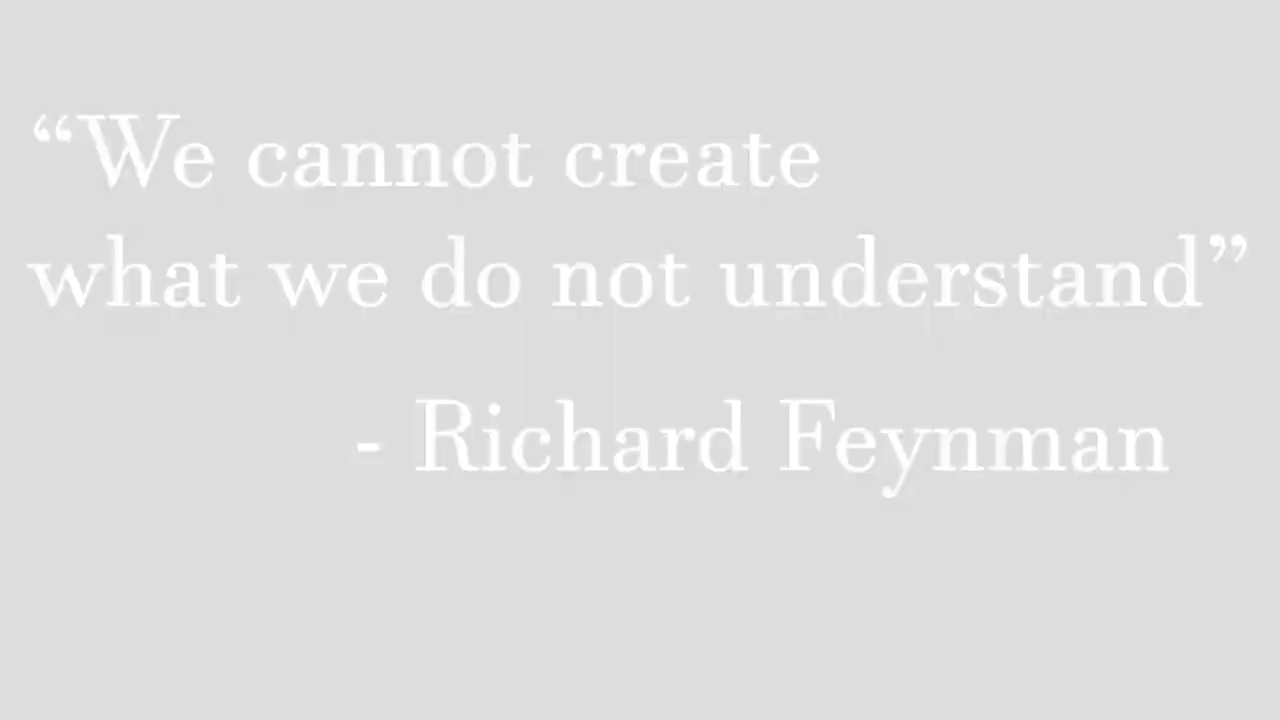 “We cannot create
what we do not understand”
- Richard Feynman